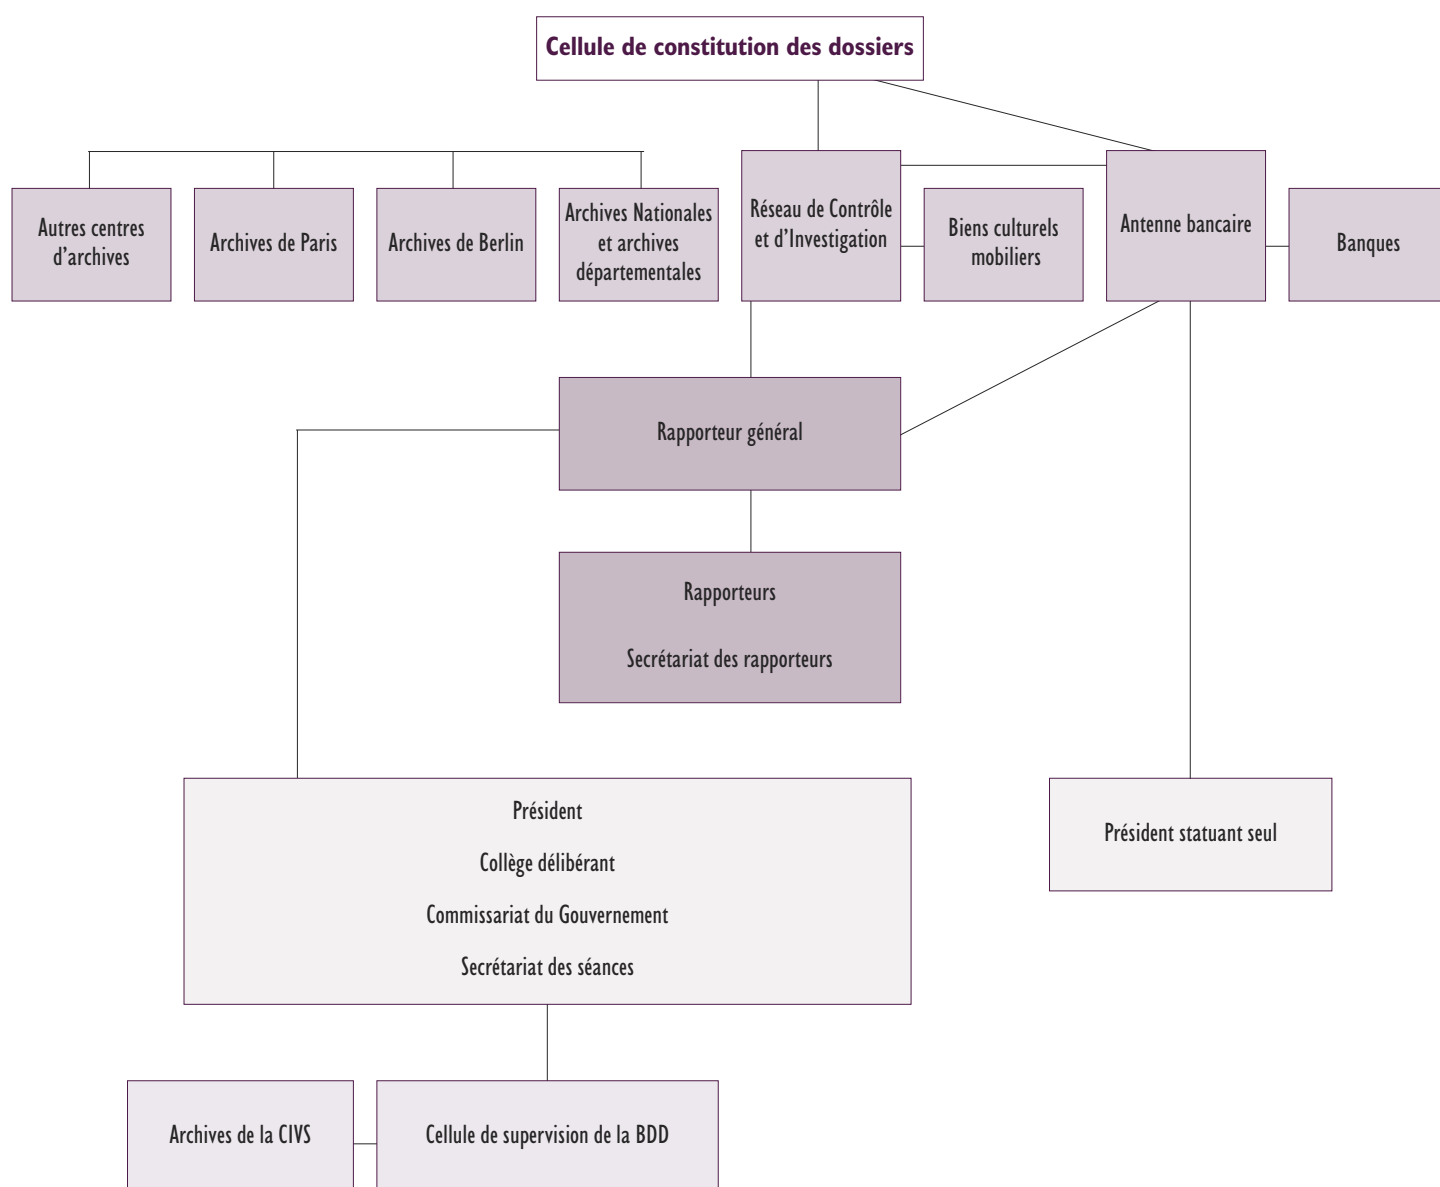 Cellule de constitution des dossiers
Autres centres
d'archives
Archives de Paris
Archives de Berlin
Archives Nationales
et archives
départementales
Réseau de Contrôle
et d'Investigation
Biens culturels
mobiliers
Antenne bancaire
Banques
Rapporteur général
Rapporteurs
Secrétariat des rapporteurs
Président
Collège délibérant
Commissariat du Gouvernement
Secrétariat des séances
Président statuant seul
Archives de la CIVS
Cellule de supervision de la BDD